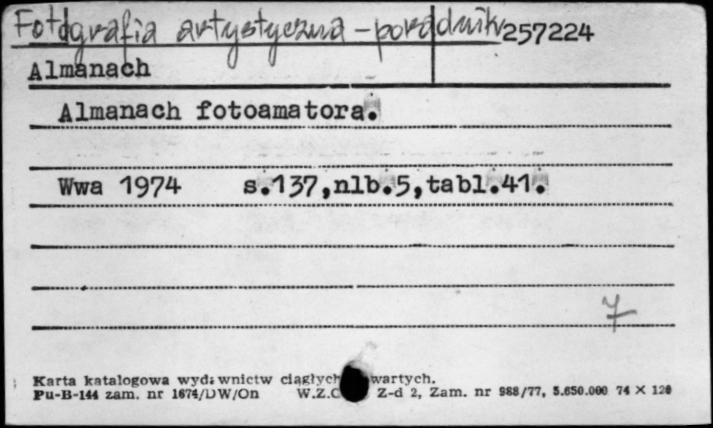 Fotografia artystyczna - poradnik 257224
Almanach
Almanach fotoamatora.
Wwa 1974 s.137,nlb.5,tabl.41.
7
Karta katalogowa wydawnictw ciągłych wartych.
Pu-B-144 zam. nr 1674/DW/On W.Z.C Z-d 2, Zam. nr 988/77, 5.650.000 74 X 120